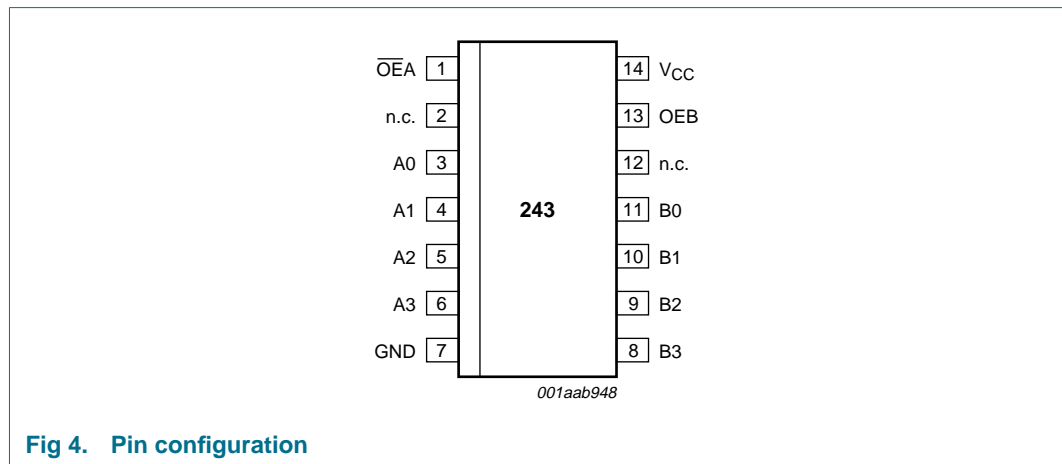 O̅E̅A 1 14 VCC
n.c. 2 13 OEB
A0 3 12 n.c.
A1 4 243 11 B0
A2 5 10 B1
A3 6 9 B2
GND 7 8 B3
001aab948
Fig 4. Pin configuration